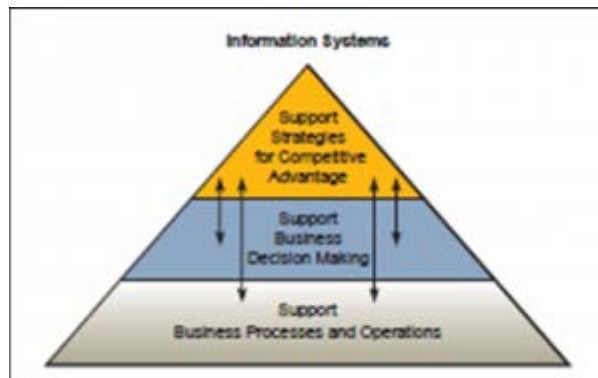 Information Systems
Support
Strategies
for Competitive
Advantage
Support
Business
Decision Making
Support
Business Processes and Operations